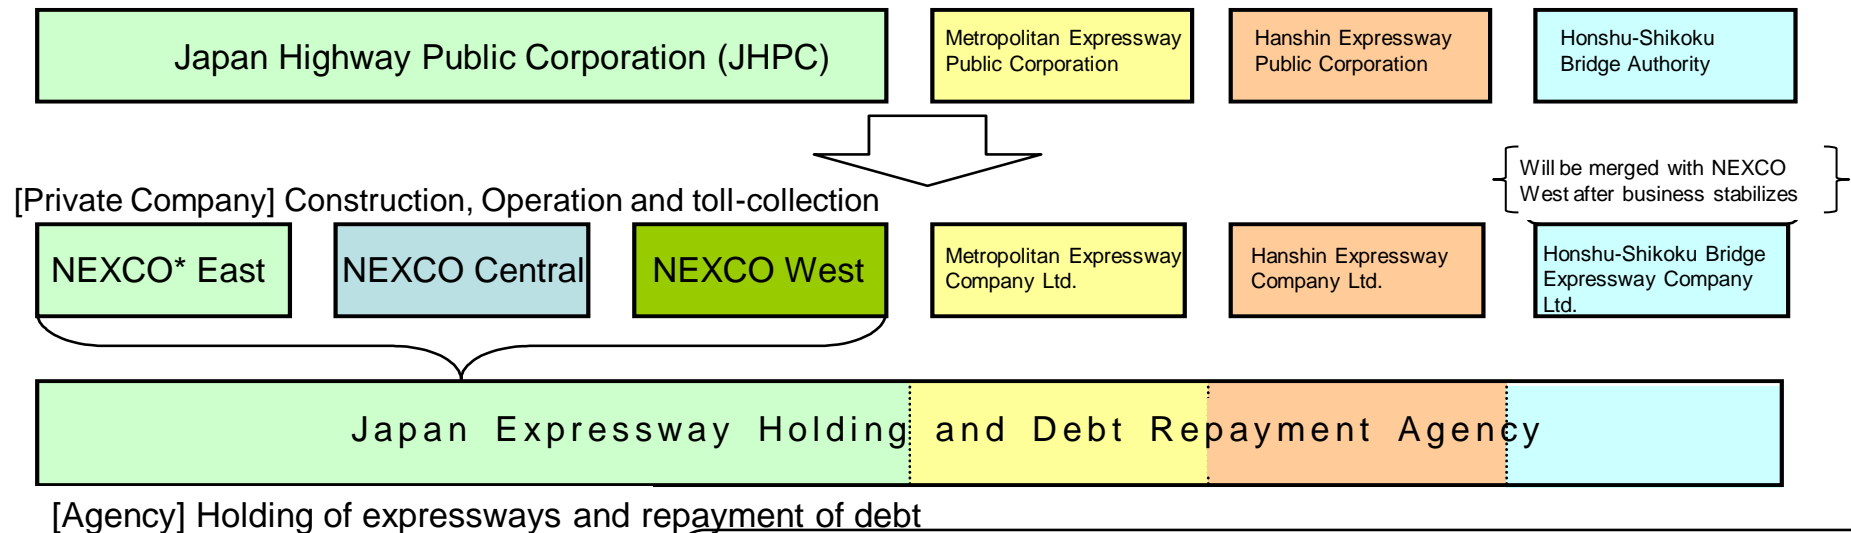 Japan Highway Public Corporation (JHPC)
Metropolitan Expressway
Public Corporation
Hanshin Expressway
Public Corporation
Honshu-Shikoku
Bridge Authority
Will be merged with NEXCO
West after business stabilizes
[Private Company] Construction, Operation and toll-collection
NEXCO* East
NEXCO Central
NEXCO West
Metropolitan Expressway
Company Ltd.
Hanshin Expressway
Company Ltd.
Honshu-Shikoku Bridge
Expressway Company
Ltd.
Japan Expressway Holding and Debt Repayment Agency
[Agency] Holding of expressways and repayment of debt